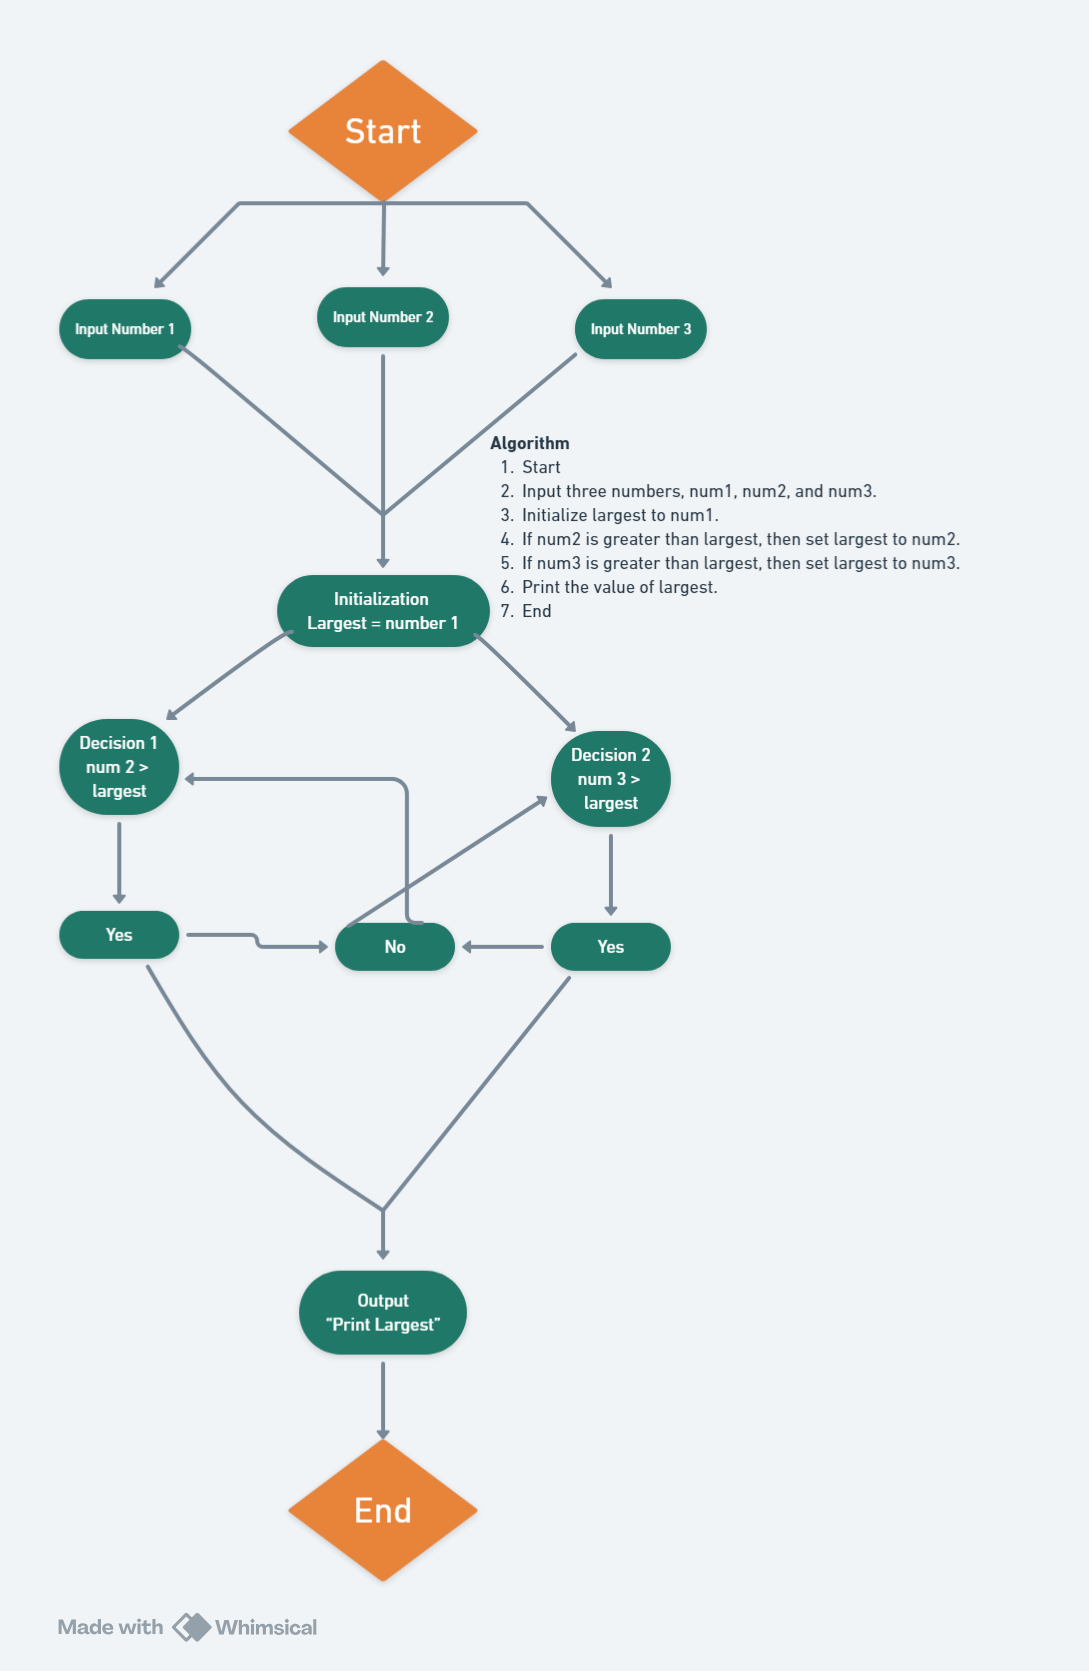 Start
Input Number 1
Input Number 2
Input Number 3
Algorithm
1. Start
2. Input three numbers, num1, num2, and num3.
3. Initialize largest to num1.
4. If num2 is greater than largest, then set largest to num2.
5. If num3 is greater than largest, then set largest to num3.
6. Print the value of largest.
7. End
Initialization
Largest = number 1
Decision 1
num 2 >
largest
Decision 2
num 3 >
largest
Yes
No
Yes
Output
“Print Largest”
End
Made with Whimsical